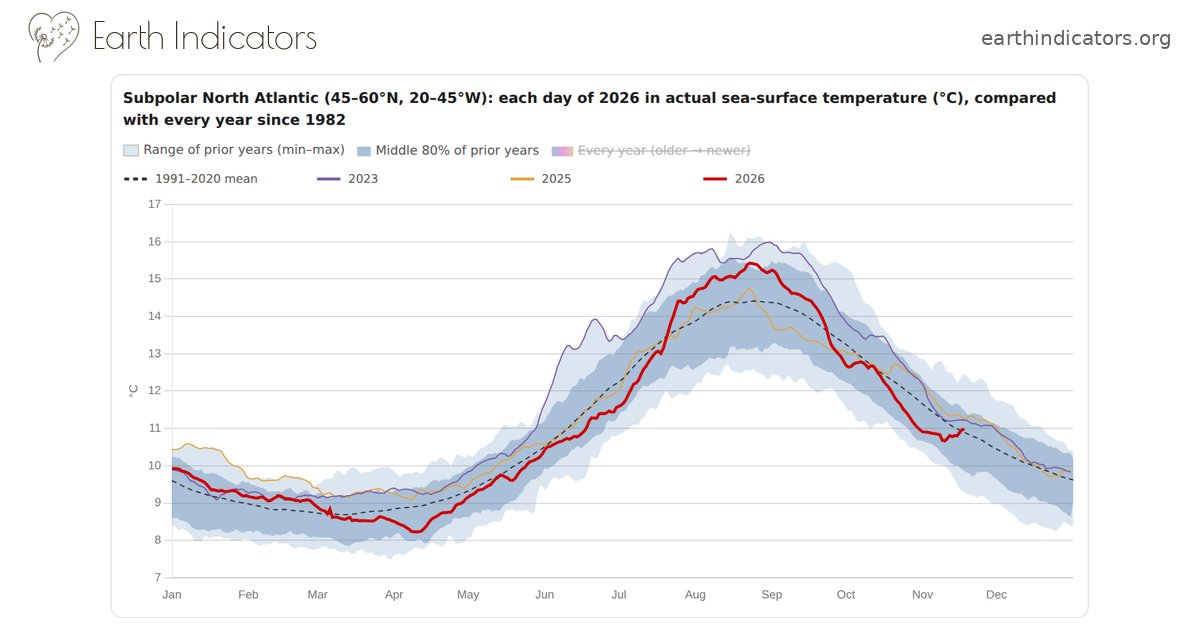 Earth Indicators
earthindicators.org
Subpolar North Atlantic (45–60°N, 20–45°W): each day of 2026 in actual sea-surface temperature (°C), compared
with every year since 1982
Range of prior years (min–max) Middle 80% of prior years Every year (older → newer)
1991–2020 mean 2023 2025 2026
17
16
15
14
13
12
11
10
9
8
7
°C
Jan Feb Mar Apr May Jun Jul Aug Sep Oct Nov Dec